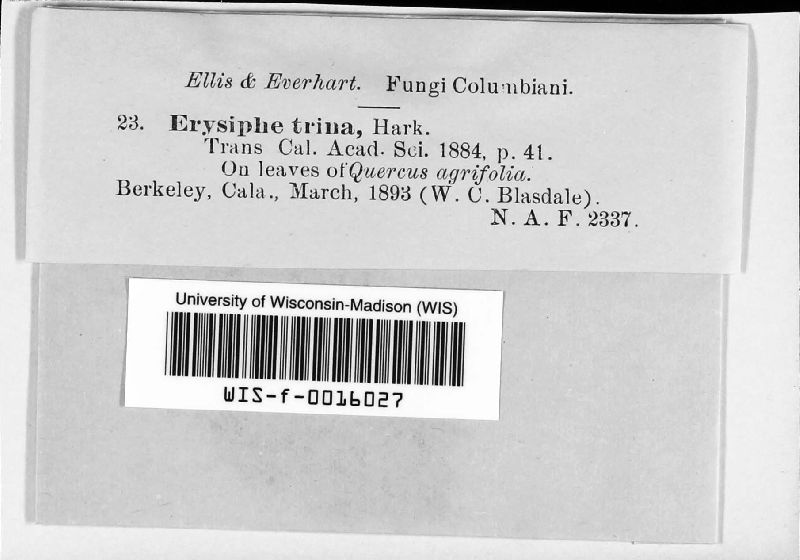 Ellis & Everhart. Fungi Columbiani.
23. Erysiphe trina, Hark.
Trans Cal. Acad. Sci. 1884, p. 41.
On leaves of Quercus agrifolia.
Berkeley, Cala., March, 1893 (W. C. Blasdale).
N. A. F. 2337.
University of Wisconsin-Madison (WIS)
WIS-f-0016027